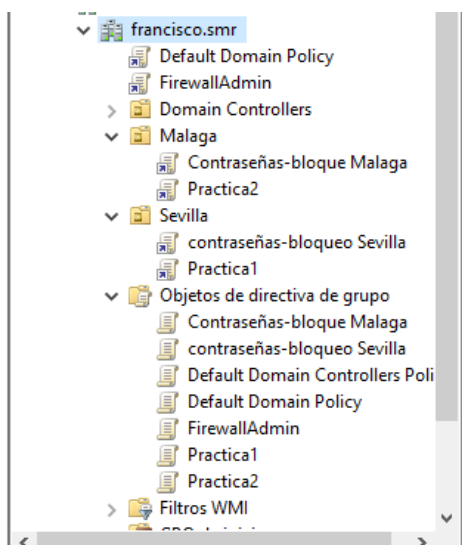 francisco.smr
Default Domain Policy
FirewallAdmin
Domain Controllers
Malaga
Contraseñas-bloque Malaga
Practica2
Sevilla
contraseñas-bloqueo Sevilla
Practica1
Objetos de directiva de grupo
Contraseñas-bloque Malaga
contraseñas-bloqueo Sevilla
Default Domain Controllers Poli
Default Domain Policy
FirewallAdmin
Practica1
Practica2
Filtros WMI